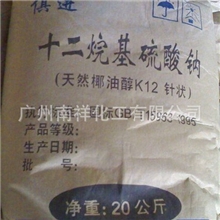 俱进
十二烷基硫酸钠
(天然椰油醇K12 针状)
广州南祥化
有限公司
产品等级:
生产日期:
批 号:
净重:20公斤